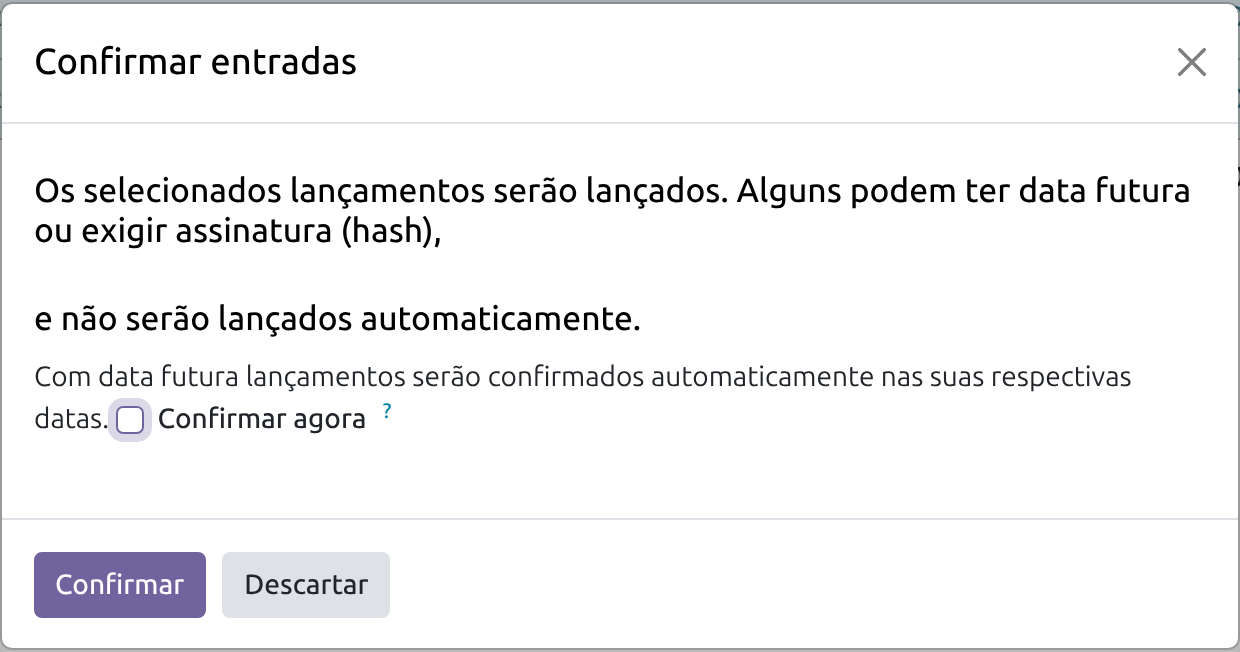 Confirmar entradas
Os selecionados lançamentos serão lançados. Alguns podem ter data futura
ou exigir assinatura (hash),
e não serão lançados automaticamente.
Com data futura lançamentos serão confirmados automaticamente nas suas respectivas
datas. Confirmar agora ?
Confirmar
Descartar